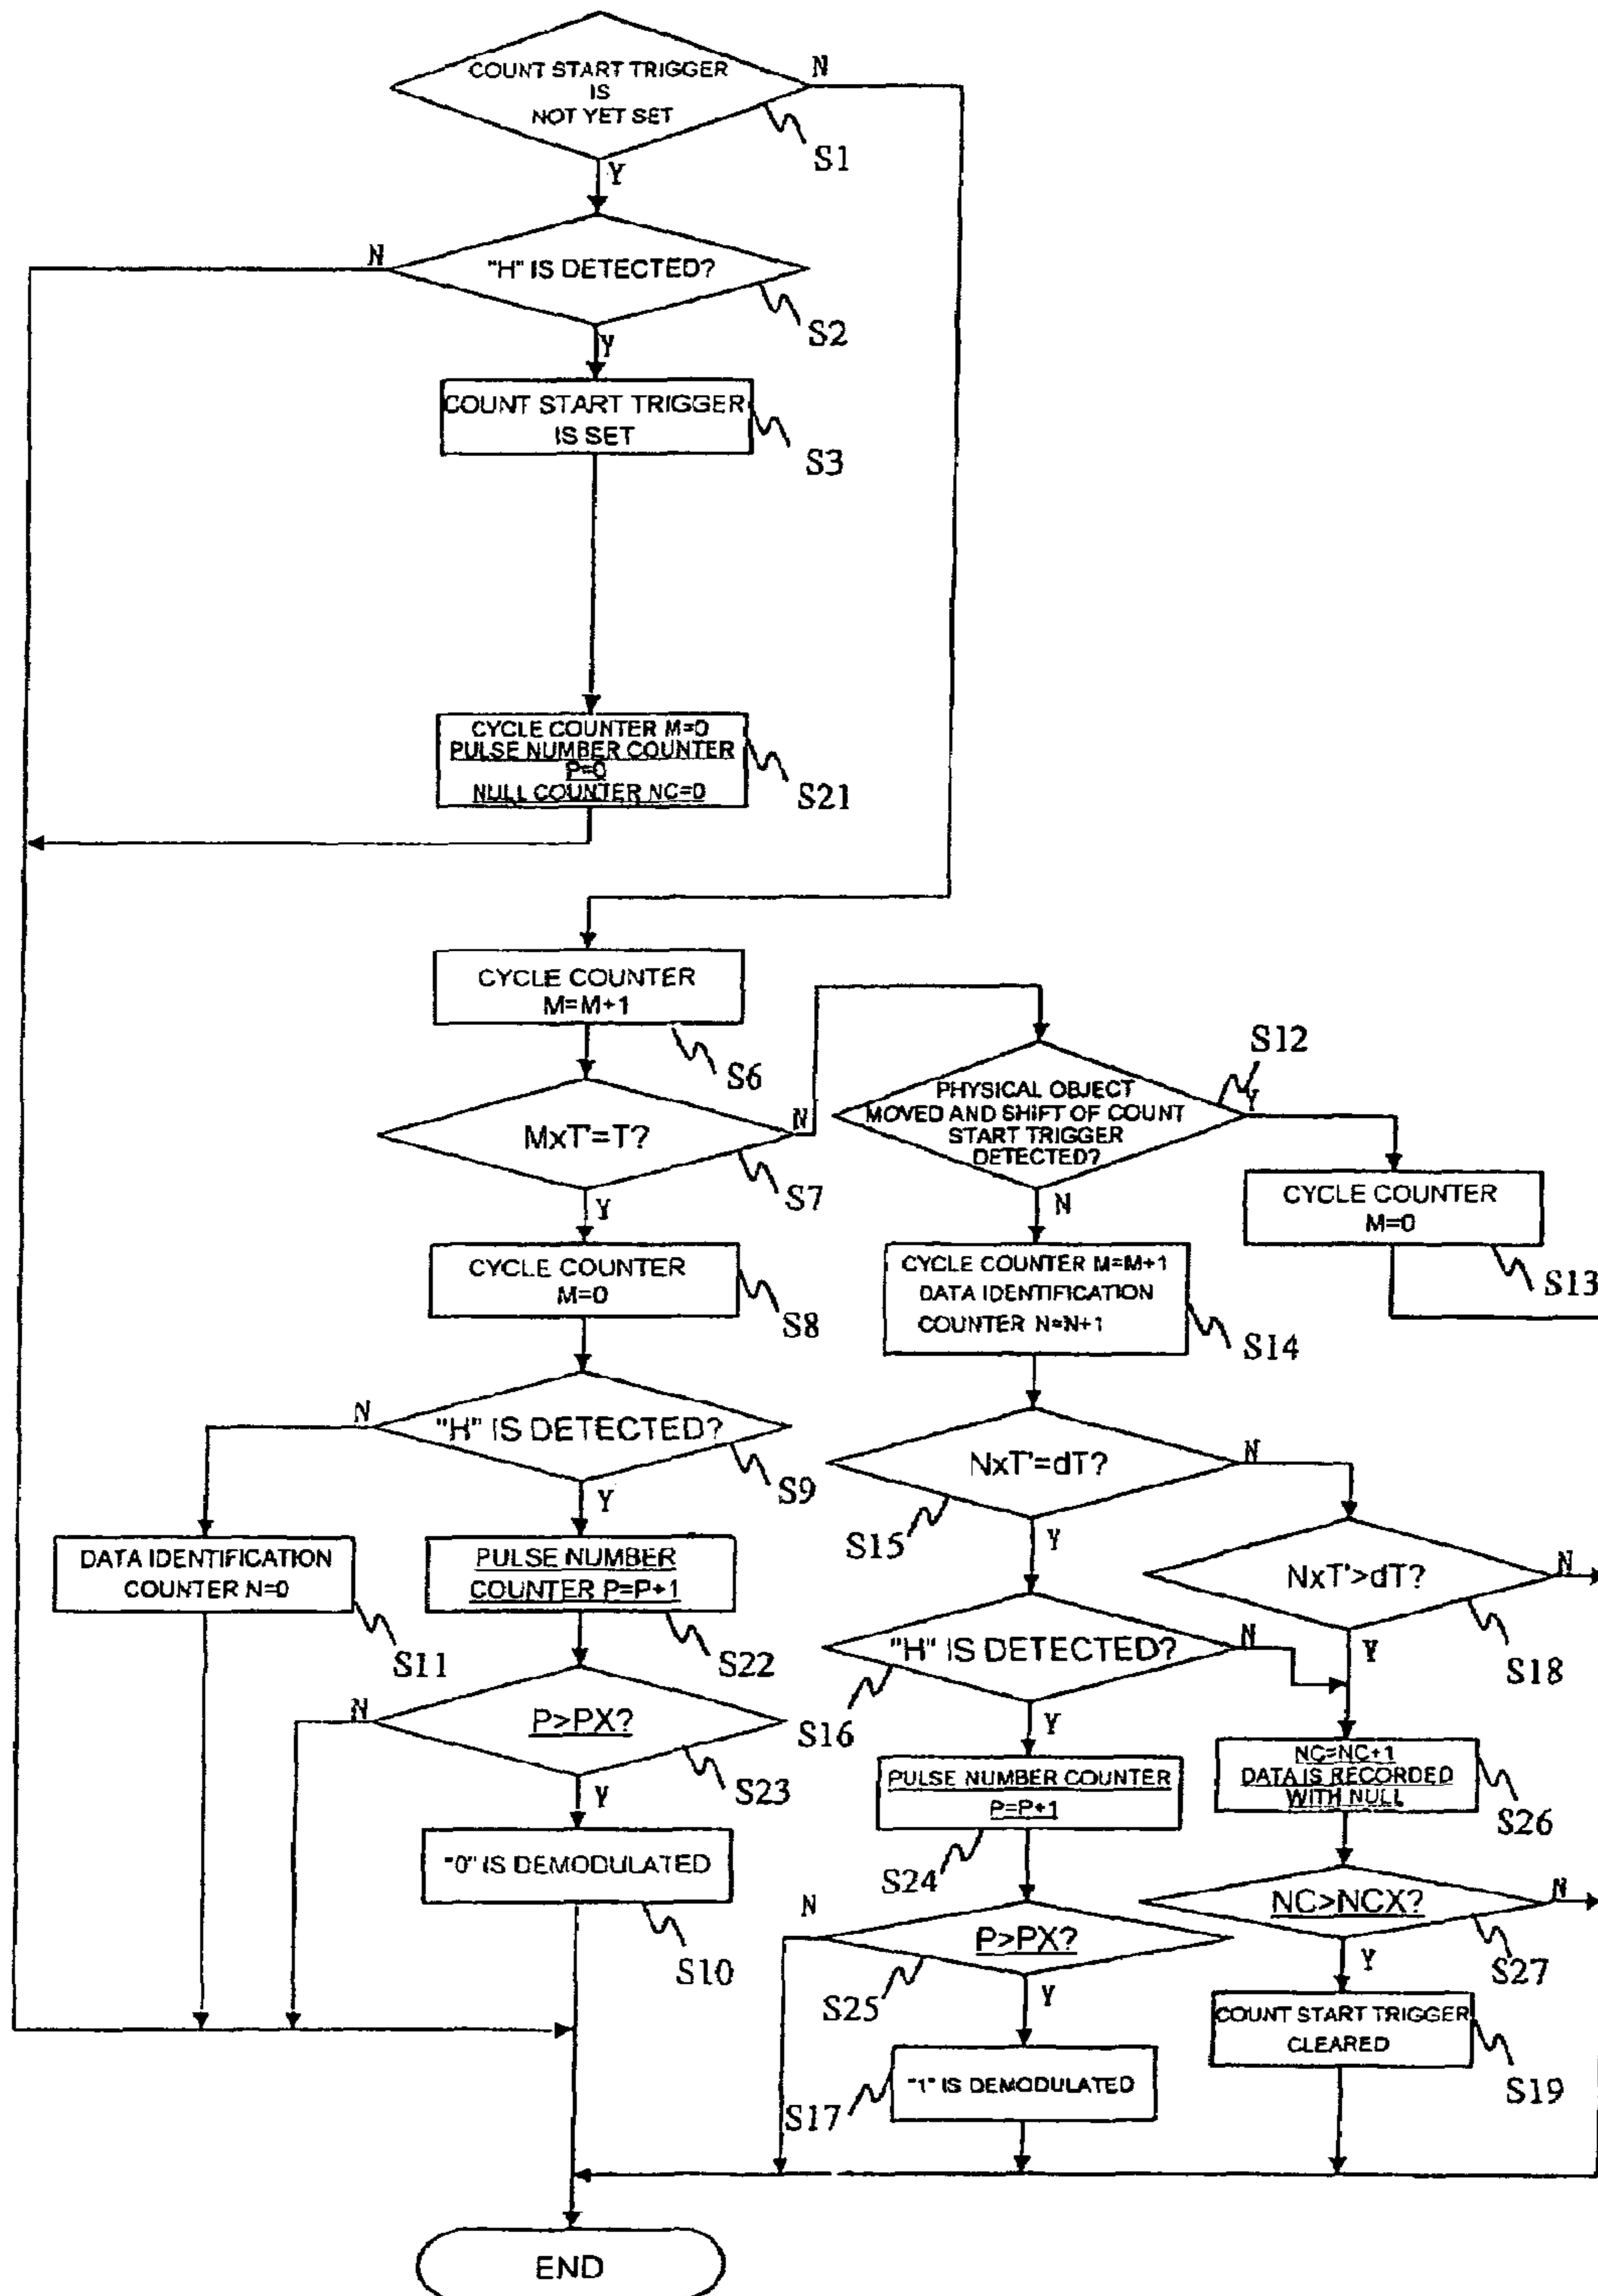 COUNT START TRIGGER
IS
NOT YET SET
N
S1
Y
"H" IS DETECTED?
N
S2
Y
COUNT START TRIGGER
IS SET
S3
CYCLE COUNTER M=0
PULSE NUMBER COUNTER
P=0
NULL COUNTER NC=0
S21
CYCLE COUNTER
M=M+1
S6
MxT'=T?
N
S7
Y
CYCLE COUNTER
M=0
S8
"H" IS DETECTED?
N
S9
Y
DATA IDENTIFICATION
COUNTER N=0
S11
PULSE NUMBER
COUNTER P=P+1
S22
P>PX?
N
S23
Y
"0" IS DEMODULATED
S10
PHYSICAL OBJECT
MOVED AND SHIFT OF COUNT
START TRIGGER
DETECTED?
S12
Y
N
CYCLE COUNTER
M=0
S13
CYCLE COUNTER M=M+1
DATA IDENTIFICATION
COUNTER N=N+1
S14
NxT'=dT?
N
S15
Y
NxT'>dT?
N
S18
Y
"H" IS DETECTED?
N
S16
Y
PULSE NUMBER COUNTER
P=P+1
S24
NC=NC+1
DATA IS RECORDED
WITH NULL
S26
P>PX?
N
S25
Y
NC>NCX?
N
S27
Y
"1" IS DEMODULATED
S17
COUNT START TRIGGER
CLEARED
S19
END